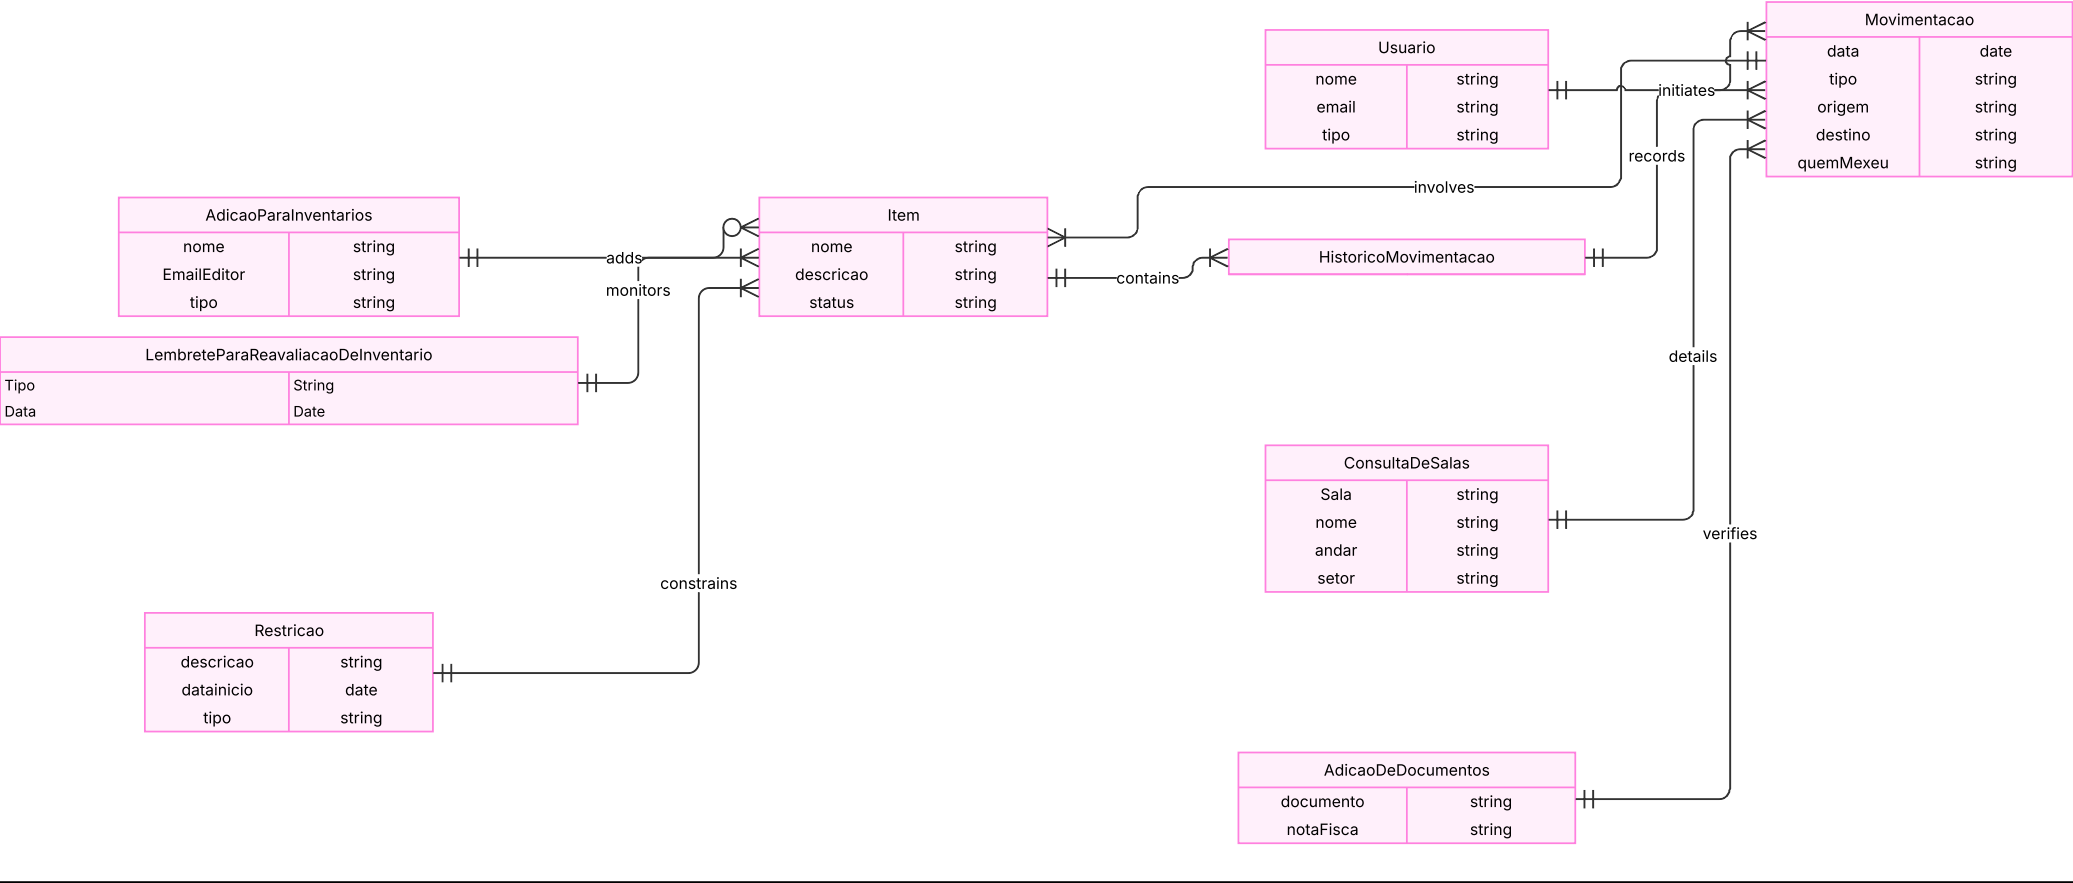 Movimentacao
data date
tipo string
origem string
destino string
quemMexeu string
Usuario
nome string
email string
tipo string
initiates
records
involves
AdicaoParaInventarios
nome string
EmailEditor string
tipo string
adds
monitors
Item
nome string
descricao string
status string
contains
HistoricoMovimentacao
LembreteParaReavaliacaoDeInventario
Tipo String
Data Date
details
ConsultaDeSalas
Sala string
nome string
andar string
setor string
verifies
constrains
Restricao
descricao string
datainicio date
tipo string
AdicaoDeDocumentos
documento string
notaFisca string